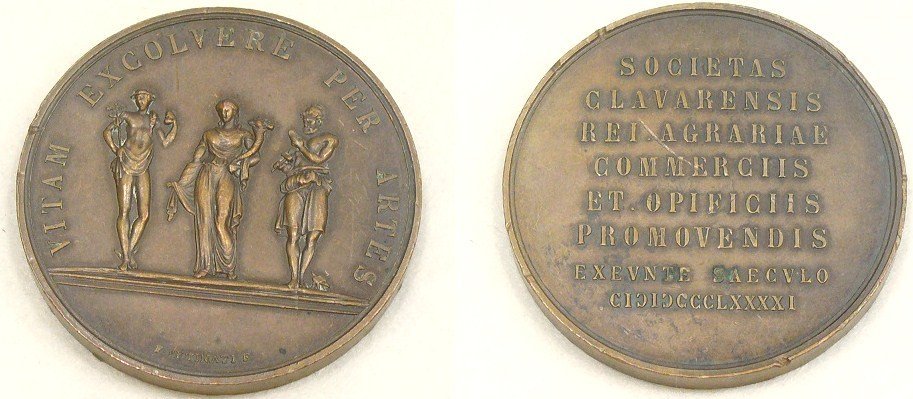 VITAM EXCOLVERE PER ARTES
SOCIETAS
CLAVARENSIS
REI AGRARIAE
COMMERCIIS
ET. OPIFICIIS
PROMOVENDIS
EXEVNTE SAECVLO
CIƆIƆCCCLXXXXI